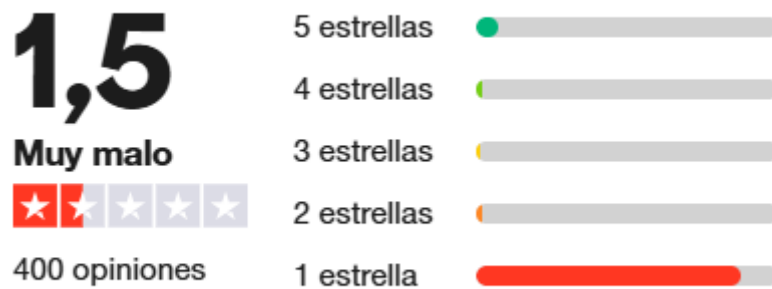 1,5
Muy malo
400 opiniones
5 estrellas
4 estrellas
3 estrellas
2 estrellas
1 estrella